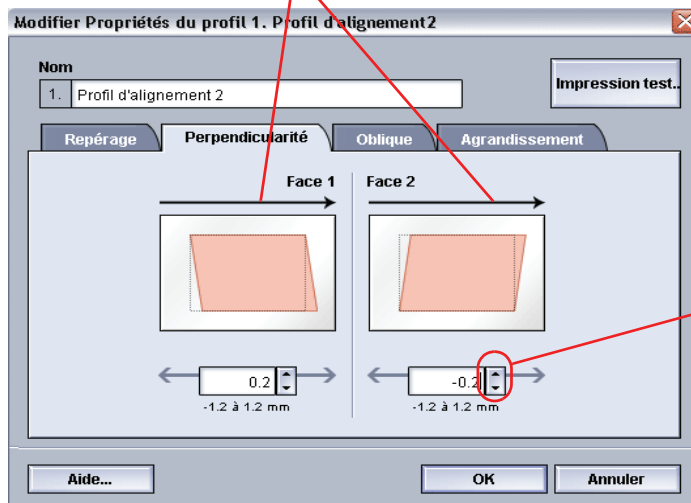 Modifier Propriétés du profil 1. Profil d'alignement2
Nom
1. Profil d'alignement 2
Impression test..
Repérage Perpendicularité Oblique Agrandissement
Face 1 Face 2
0.2 -0.2
-1.2 à 1.2 mm -1.2 à 1.2 mm
Aide... OK Annuler